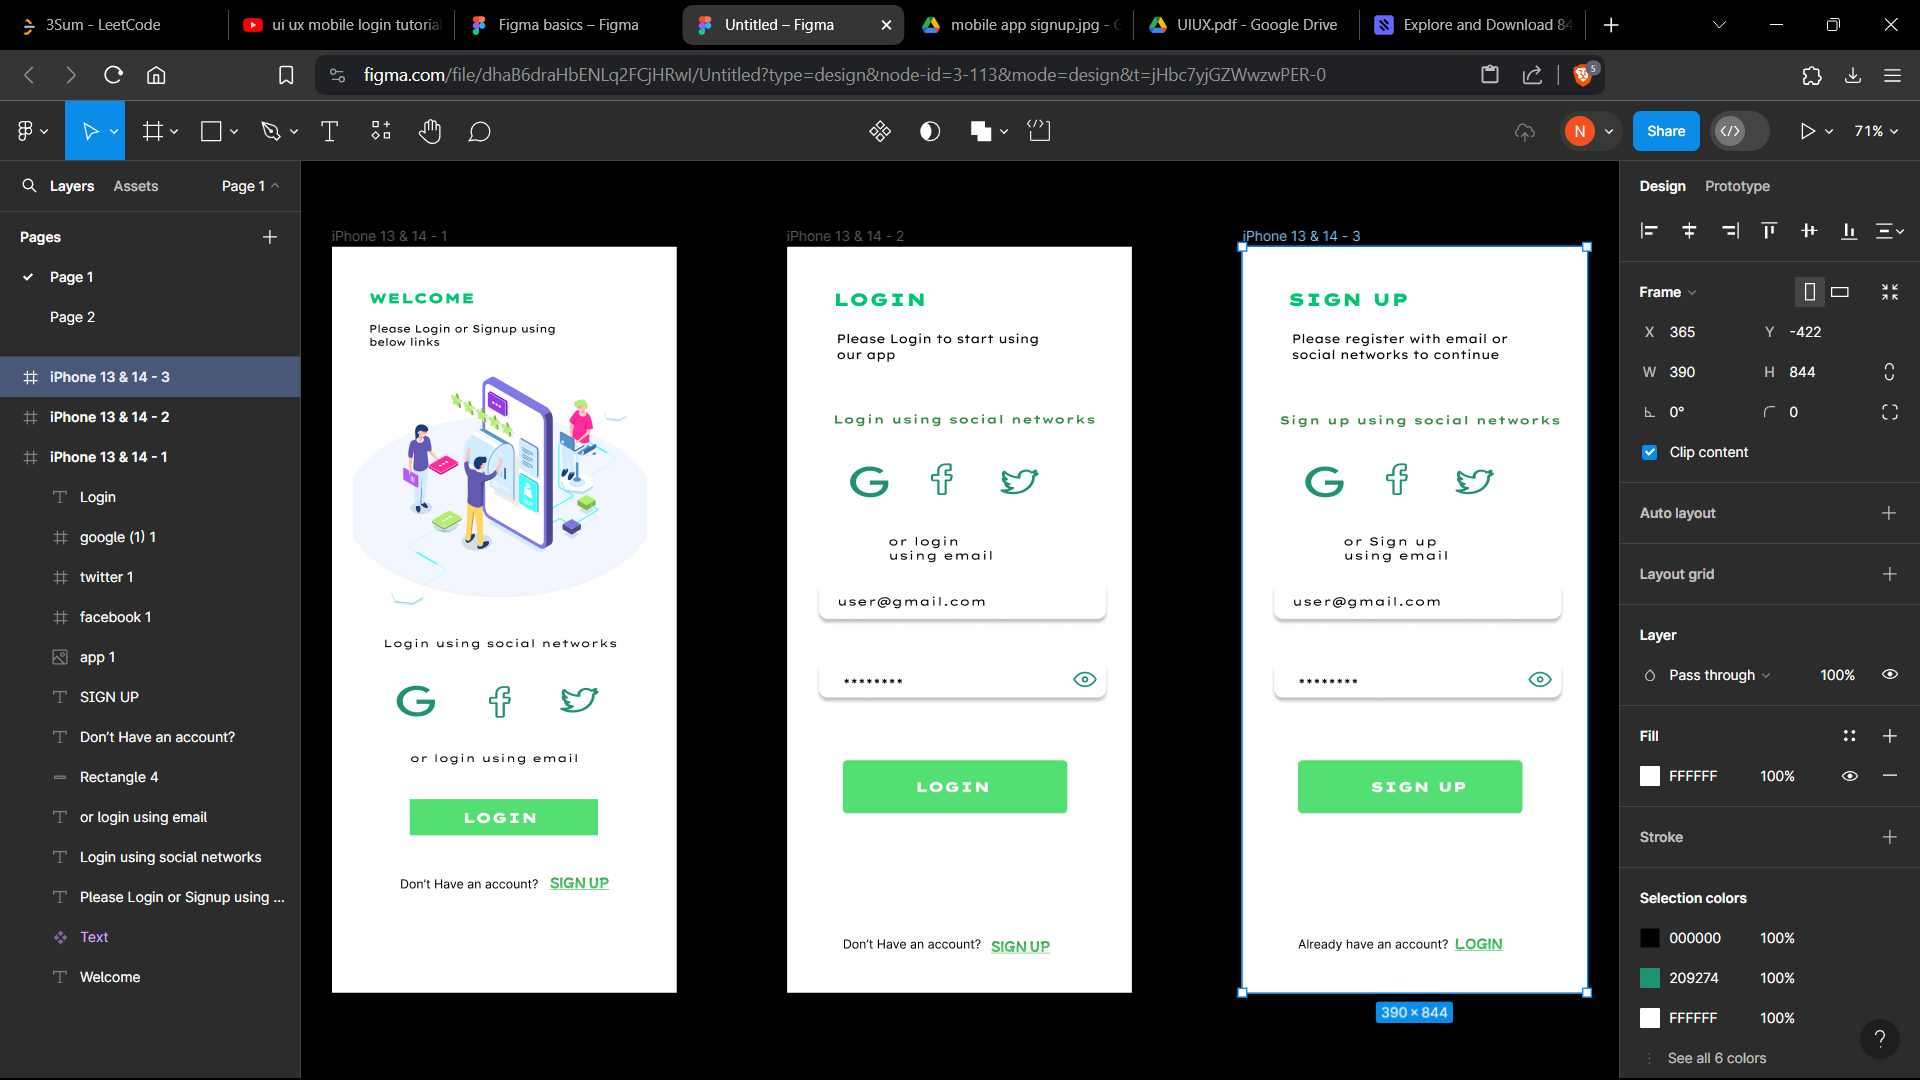 3Sum - LeetCode
ui ux mobile login tutorial
Figma basics – Figma
Untitled – Figma
mobile app signup.jpg -
UIUX.pdf - Google Drive
Explore and Download 84
figma.com/file/dhaB6draHbENLq2FCjHRwI/Untitled?type=design&node-id=3-113&mode=design&t=jHbc7yjGZWwzwPER-0
5
N
Share
71%
Layers
Assets
Page 1
Pages
Page 1
Page 2
iPhone 13 & 14 - 3
iPhone 13 & 14 - 2
iPhone 13 & 14 - 1
Login
google (1) 1
twitter 1
facebook 1
app 1
SIGN UP
Don't Have an account?
Rectangle 4
or login using email
Login using social networks
Please Login or Signup using ...
Text
Welcome
iPhone 13 & 14 - 1
WELCOME
Please Login or Signup using
below links
Login using social networks
or login using email
LOGIN
Don't Have an account? SIGN UP
iPhone 13 & 14 - 2
LOGIN
Please Login to start using
our app
Login using social networks
or login
using email
user@gmail.com
********
LOGIN
Don't Have an account? SIGN UP
iPhone 13 & 14 - 3
SIGN UP
Please register with email or
social networks to continue
Sign up using social networks
or Sign up
using email
user@gmail.com
********
SIGN UP
Already have an account? LOGIN
390 × 844
Design
Prototype
Frame
X 365 Y -422
W 390 H 844
0° 0
Clip content
Auto layout
Layout grid
Layer
Pass through 100%
Fill
FFFFFF 100%
Stroke
Selection colors
000000 100%
209274 100%
FFFFFF 100%
See all 6 colors
?